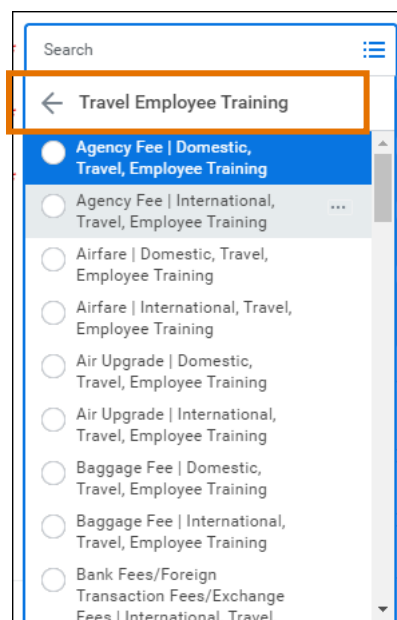 Search
Travel Employee Training
Agency Fee | Domestic,
Travel, Employee Training
Agency Fee | International,
Travel, Employee Training
Airfare | Domestic, Travel,
Employee Training
Airfare | International, Travel,
Employee Training
Air Upgrade | Domestic,
Travel, Employee Training
Air Upgrade | International,
Travel, Employee Training
Baggage Fee | Domestic,
Travel, Employee Training
Baggage Fee | International,
Travel, Employee Training
Bank Fees/Foreign
Transaction Fees/Exchange
Fees | International, Travel